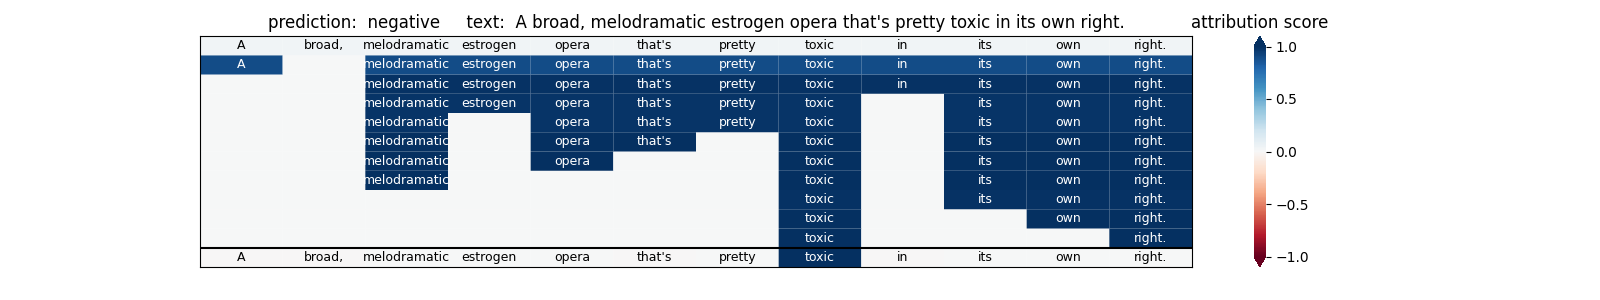 prediction:  negative     text:  A broad, melodramatic estrogen opera that's pretty toxic in its own right.     attribution score
A broad, melodramatic estrogen opera that's pretty toxic in its own right. 1.0
A melodramatic estrogen opera that's pretty toxic in its own right.
melodramatic estrogen opera that's pretty toxic in its own right.
melodramatic estrogen opera that's pretty toxic its own right. 0.5
melodramatic opera that's pretty toxic its own right.
melodramatic opera that's toxic its own right.
melodramatic opera toxic its own right. 0.0
melodramatic toxic its own right.
toxic its own right. −0.5
toxic own right.
toxic right.
A broad, melodramatic estrogen opera that's pretty toxic in its own right. −1.0